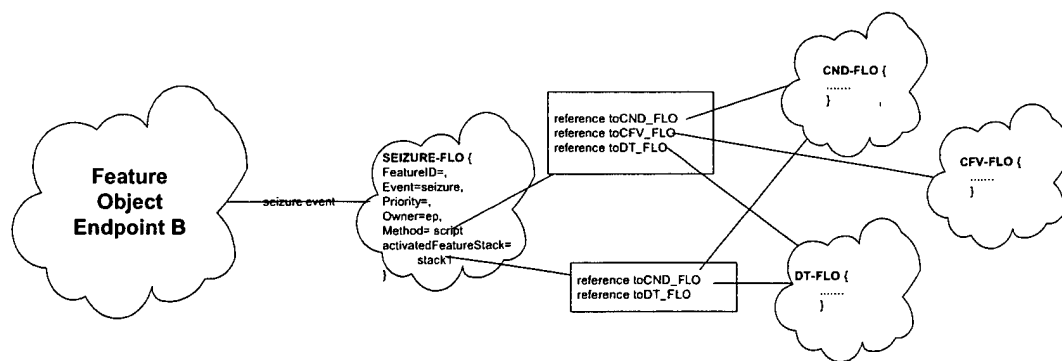 Feature
Object
Endpoint B
seizure event
SEIZURE-FLO {
FeatureID=,
Event=seizure,
Priority=,
Owner=ep,
Method= script
activatedFeatureStack=
stack1
}
reference toCND_FLO
reference toCFV_FLO
reference toDT_FLO
reference toCND_FLO
reference toDT_FLO
CND-FLO {
.......
}
CFV-FLO {
.......
}
DT-FLO {
.......
}